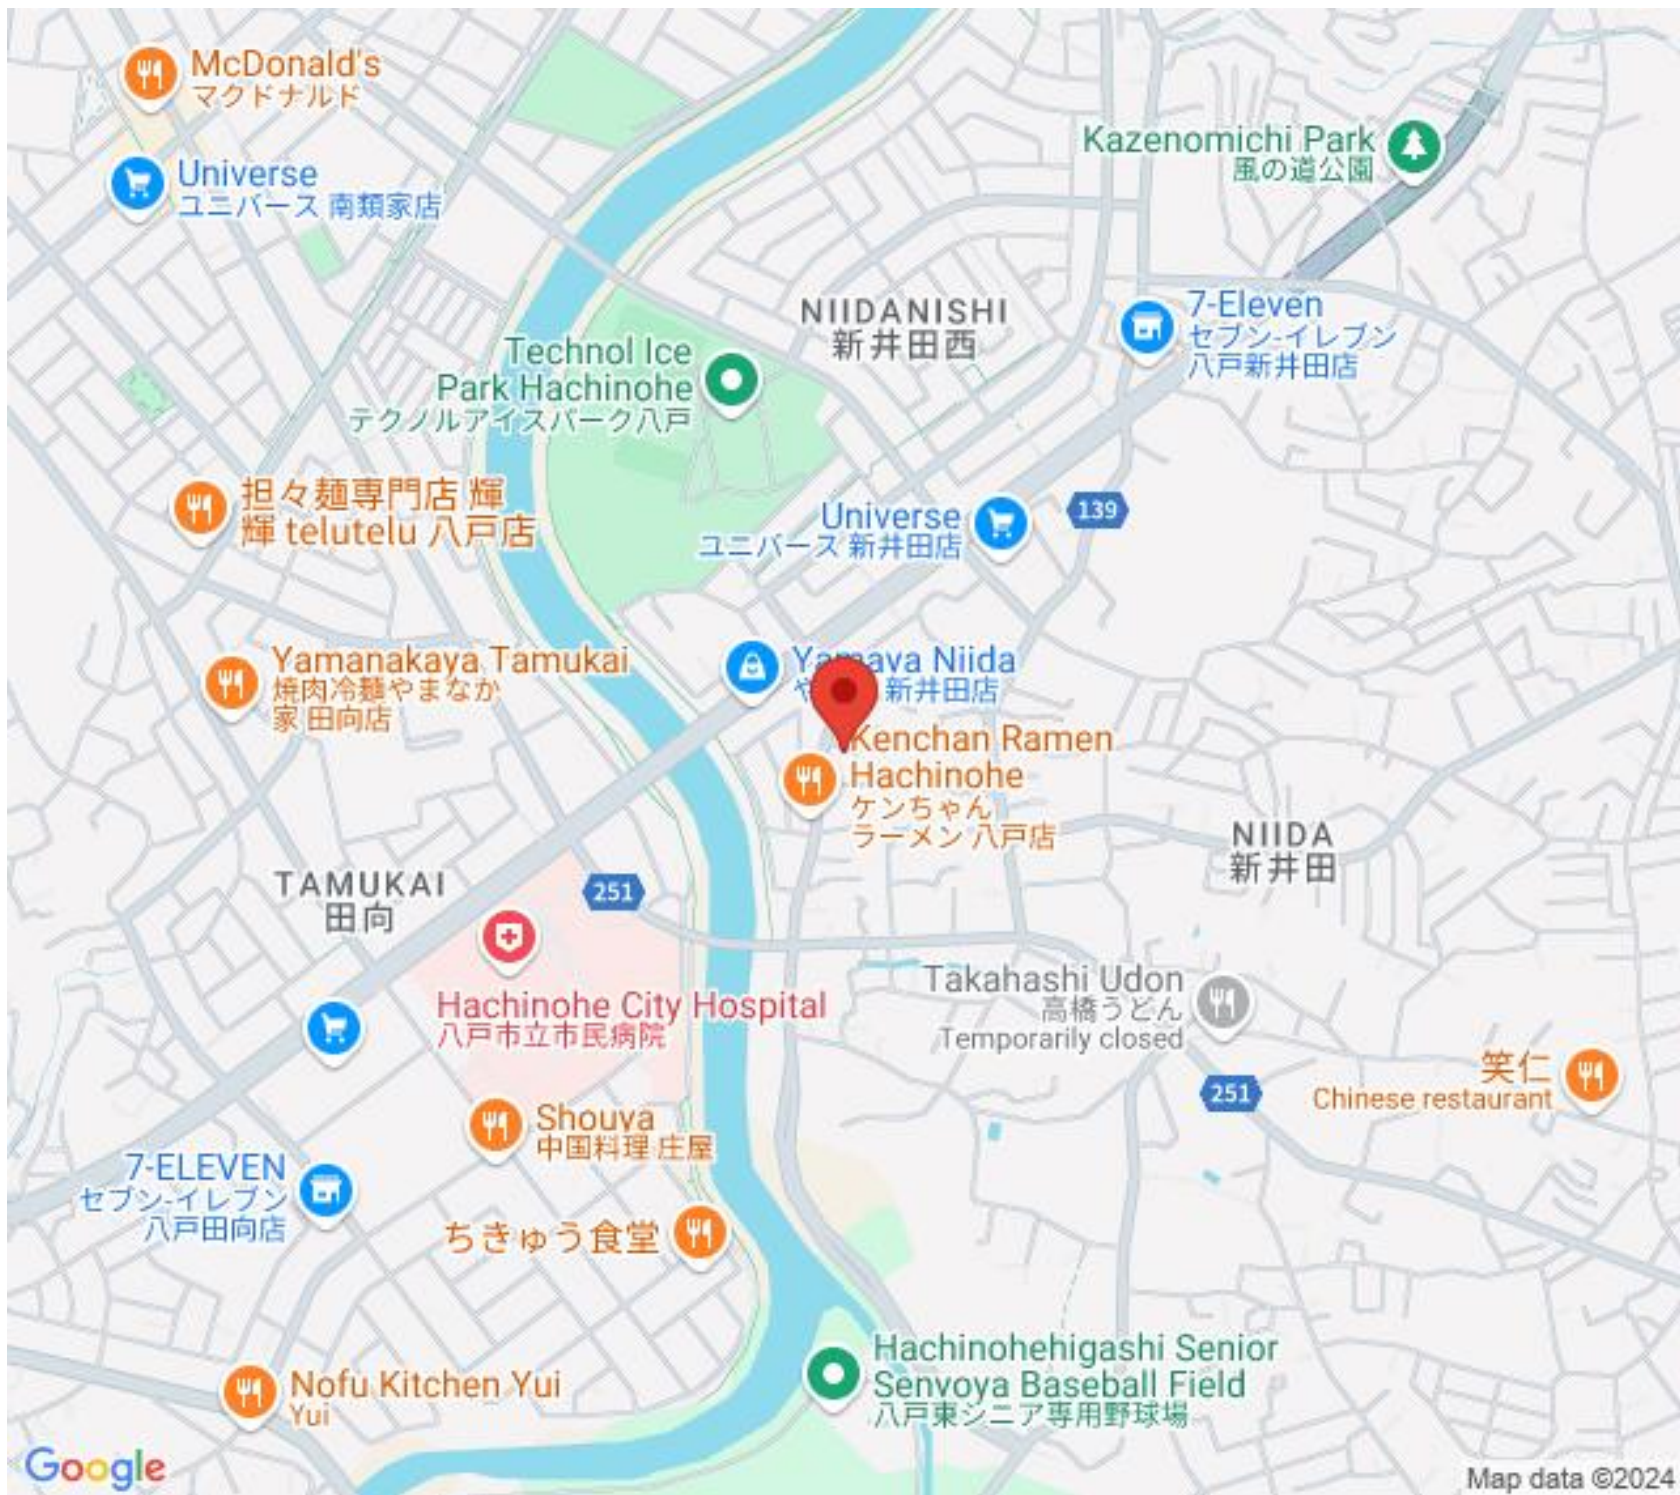 McDonald's
マクドナルド
Kazenomichi Park
風の道公園
Universe
ユニバース 南類家店
NIIDANISHI
新井田西
7-Eleven
セブン-イレブン
八戸新井田店
Technol Ice
Park Hachinohe
テクノルアイスパーク八戸
担々麺専門店 輝
輝 telutelu 八戸店
139
Universe
ユニバース 新井田店
Yamanakaya Tamukai
焼肉冷麺やまなか
家 田向店
Yamaya Niida
新井田店
Kenchan Ramen
Hachinohe
ケンちゃん
ラーメン 八戸店
NIIDA
新井田
TAMUKAI
田向
251
Hachinohe City Hospital
八戸市立市民病院
Takahashi Udon
高橋うどん
Temporarily closed
笑仁
Chinese restaurant
251
Shouya
中国料理 庄屋
7-ELEVEN
セブン-イレブン
八戸田向店
ちきゅう食堂
Hachinohehigashi Senior
Senyoya Baseball Field
八戸東シニア専用野球場
Nofu Kitchen Yui
Yui
Google
Map data ©2024